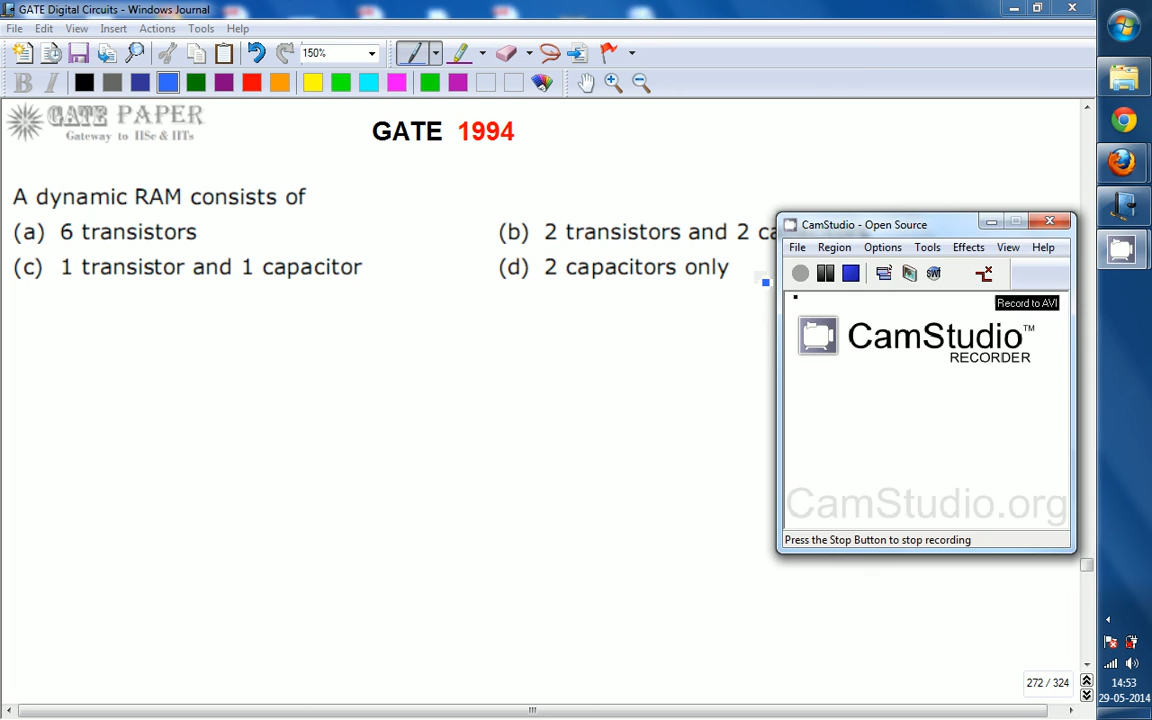 GATE Digital Circuits - Windows Journal
File Edit View Insert Actions Tools Help
150%
B I
GATE PAPER
Gateway to IISc & IITs
GATE 1994
A dynamic RAM consists of
(a) 6 transistors
(b) 2 transistors and 2 ca
(c) 1 transistor and 1 capacitor
(d) 2 capacitors only
CamStudio - Open Source
File Region Options Tools Effects View Help
SWF
Record to AVI
CamStudio™
RECORDER
CamStudio.org
Press the Stop Button to stop recording
272 / 324
14:53
29-05-2014